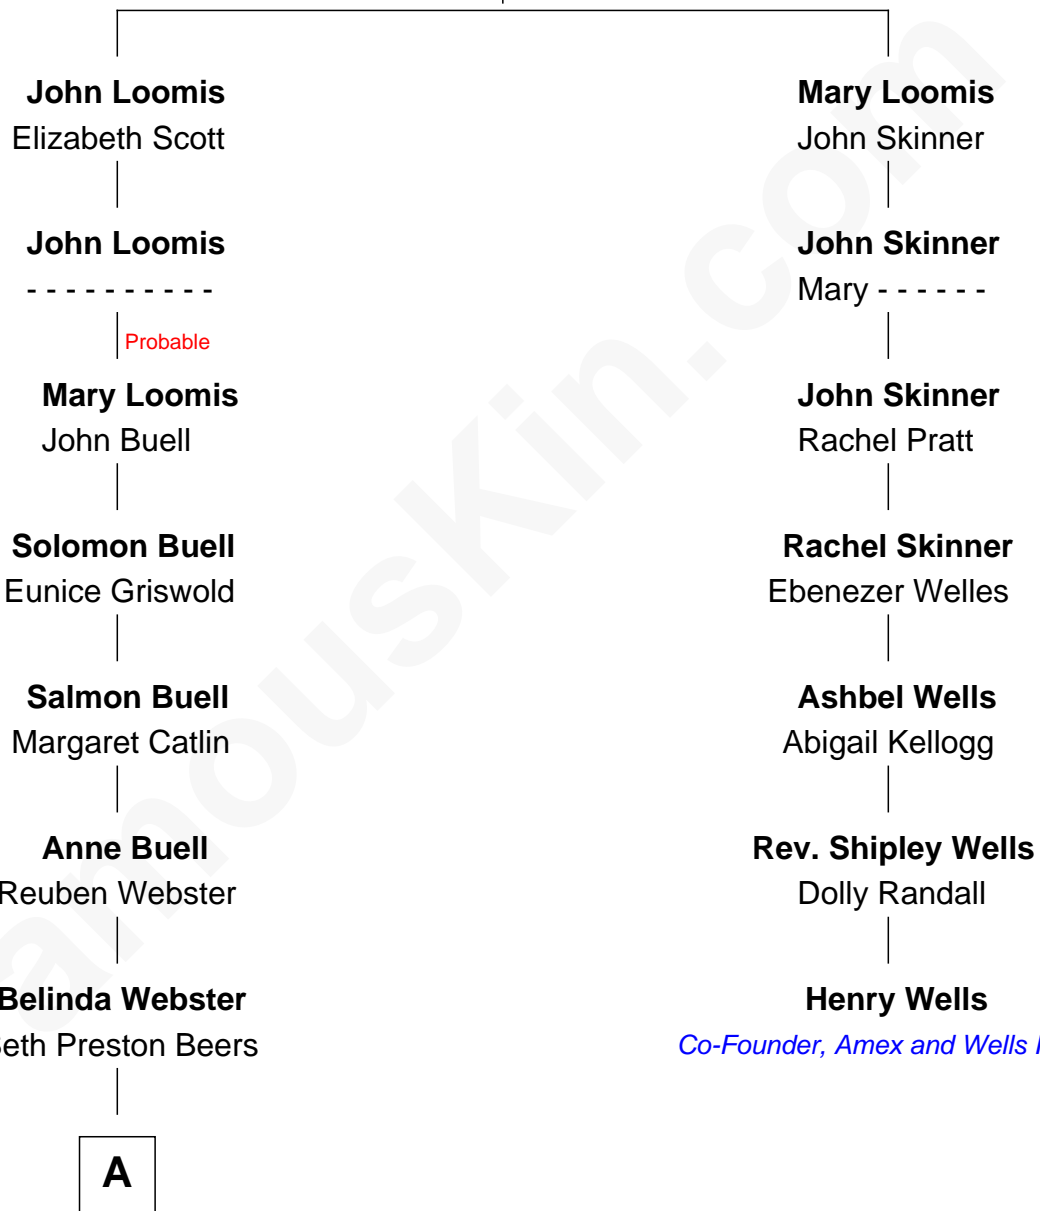 John Loomis
Elizabeth Scott
Mary Loomis
John Skinner
John Loomis
- - - - - - - - - -
John Skinner
Mary - - - - - -
Probable
Mary Loomis
John Buell
John Skinner
Rachel Pratt
Solomon Buell
Eunice Griswold
Rachel Skinner
Ebenezer Welles
Salmon Buell
Margaret Catlin
Ashbel Wells
Abigail Kellogg
Anne Buell
Reuben Webster
Rev. Shipley Wells
Dolly Randall
Belinda Webster
Seth Preston Beers
Henry Wells
Co-Founder, Amex and Wells
A
amousKin.com